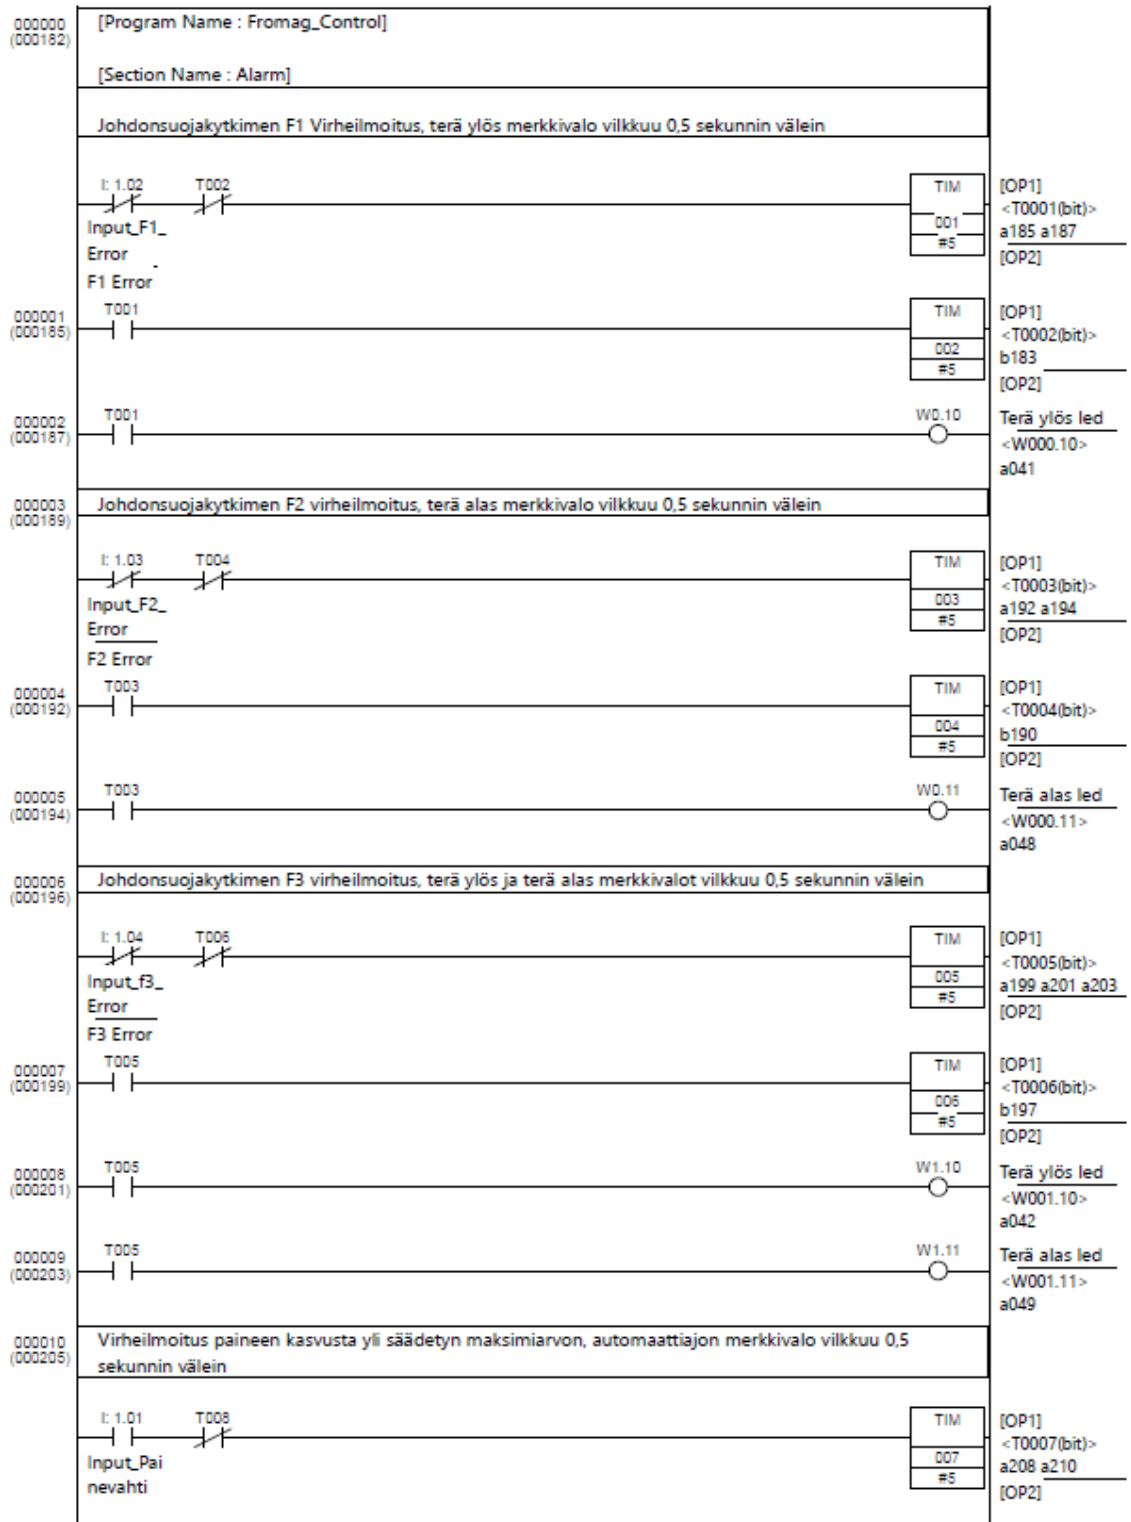 000000
(000182)
[Program Name : Fromag_Control]
[Section Name : Alarm]
Johdonsuojakytkimen F1 Virheilmoitus, terä ylös merkkivalo vilkkuu 0,5 sekunnin välein
I: 1.02 T002 TIM [OP1]
<T0001(bit)>
Input_F1_ 001 a185 a187
Error #5 [OP2]
F1 Error
000001
(000185)
T001 TIM [OP1]
<T0002(bit)>
002 b183
#5 [OP2]
000002
(000187)
T001 W0.10 Terä ylös led
<W000.10>
a041
000003
(000189)
Johdonsuojakytkimen F2 virheilmoitus, terä alas merkkivalo vilkkuu 0,5 sekunnin välein
I: 1.03 T004 TIM [OP1]
<T0003(bit)>
Input_F2_ 003 a192 a194
Error #5 [OP2]
F2 Error
000004
(000192)
T003 TIM [OP1]
<T0004(bit)>
004 b190
#5 [OP2]
000005
(000194)
T003 W0.11 Terä alas led
<W000.11>
a048
000006
(000196)
Johdonsuojakytkimen F3 virheilmoitus, terä ylös ja terä alas merkkivalot vilkkuu 0,5 sekunnin välein
I: 1.04 T006 TIM [OP1]
<T0005(bit)>
Input_f3_ 005 a199 a201 a203
Error #5 [OP2]
F3 Error
000007
(000199)
T005 TIM [OP1]
<T0006(bit)>
006 b197
#5 [OP2]
000008
(000201)
T005 W1.10 Terä ylös led
<W001.10>
a042
000009
(000203)
T005 W1.11 Terä alas led
<W001.11>
a049
000010
(000205)
Virheilmoitus paineen kasvusta yli säädetyn maksimiarvon, automaattiajon merkkivalo vilkkuu 0,5
sekunnin välein
I: 1.01 T008 TIM [OP1]
<T0007(bit)>
Input_Pai 007 a208 a210
nevahti #5 [OP2]